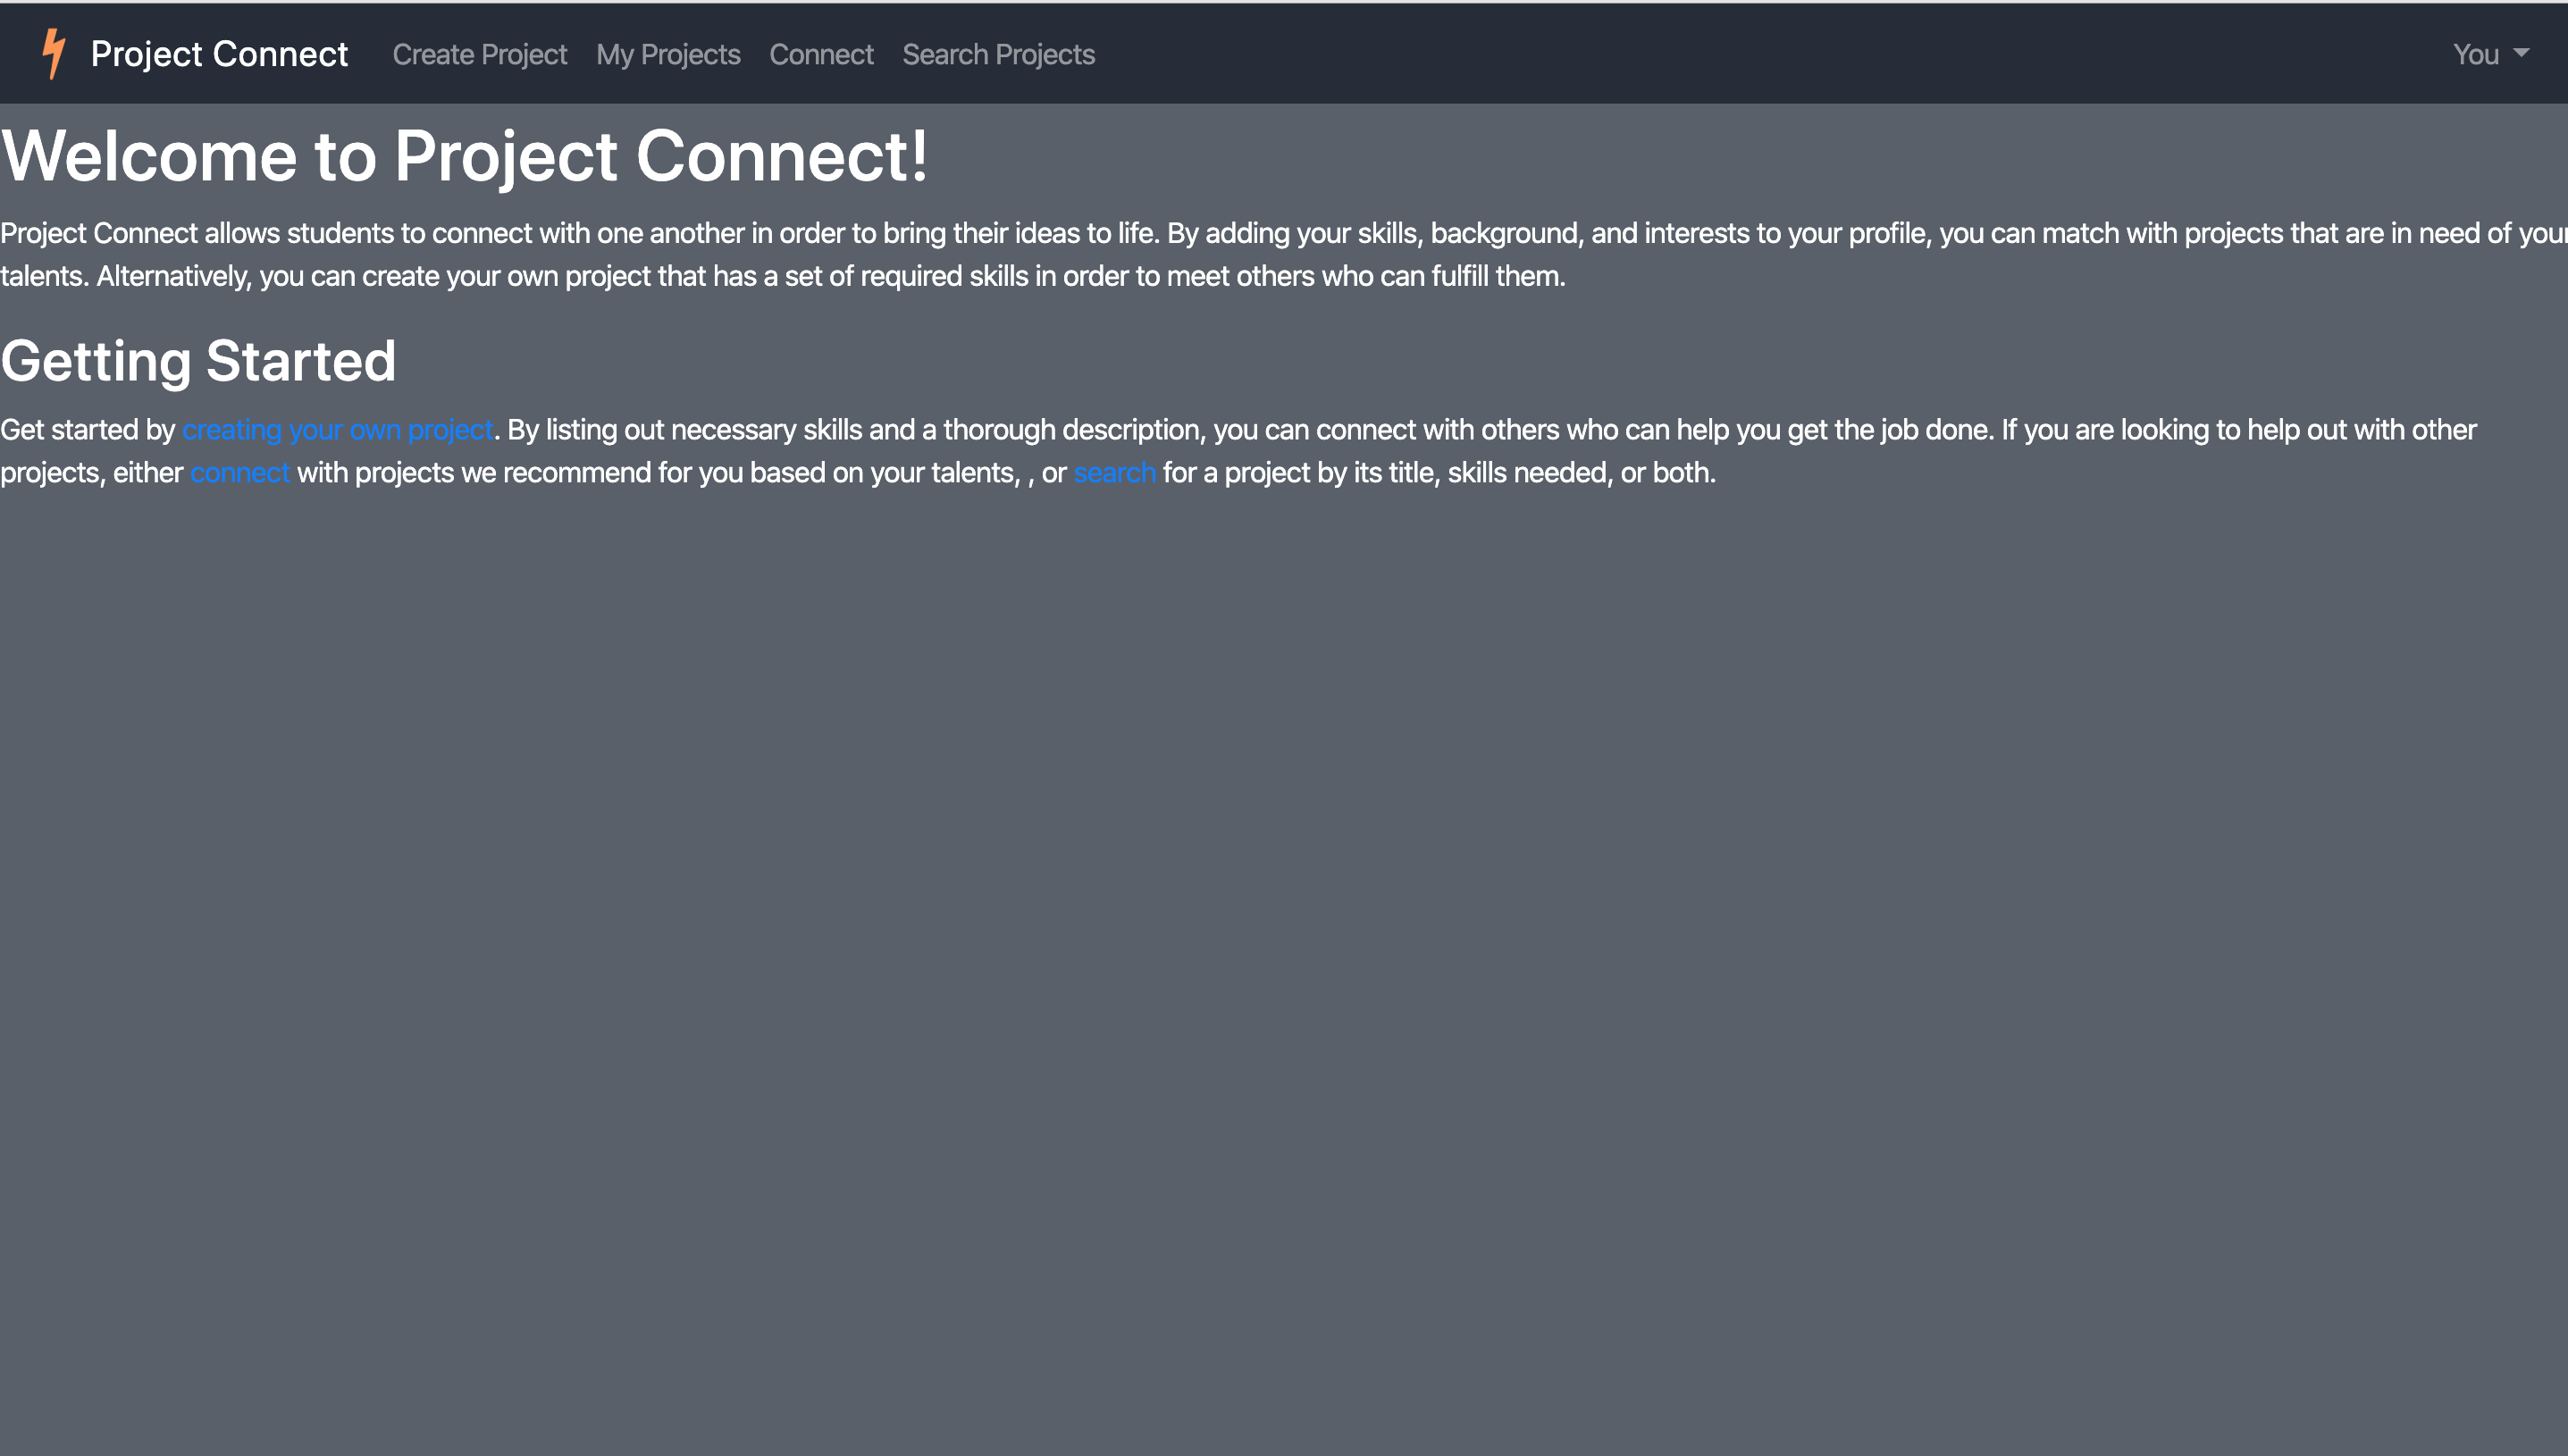 Project Connect Create Project My Projects Connect Search Projects You
Welcome to Project Connect!
Project Connect allows students to connect with one another in order to bring their ideas to life. By adding your skills, background, and interests to your profile, you can match with projects that are in need of your
talents. Alternatively, you can create your own project that has a set of required skills in order to meet others who can fulfill them.
Getting Started
Get started by creating your own project. By listing out necessary skills and a thorough description, you can connect with others who can help you get the job done. If you are looking to help out with other
projects, either connect with projects we recommend for you based on your talents, , or search for a project by its title, skills needed, or both.